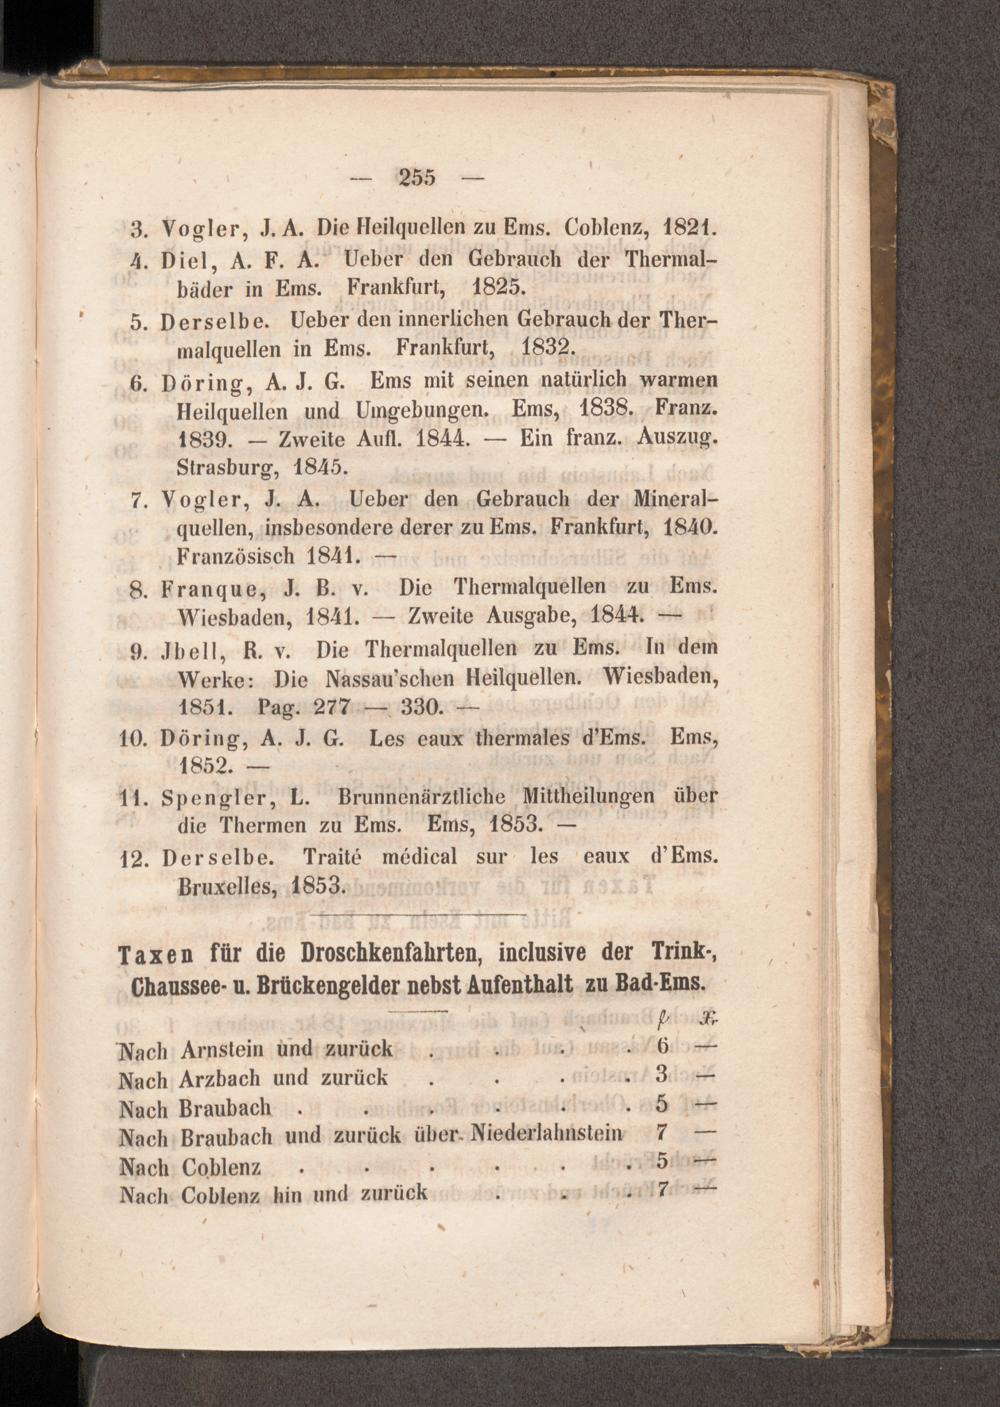 — 255 —
3. Vogler, J. A. Die Heilquellen zu Ems. Coblenz, 1821.
4. Diel, A. F. A. Ueber den Gebrauch der Thermal-
bäder in Ems. Frankfurt, 1825.
5. Derselbe. Ueber den innerlichen Gebrauch der Ther-
malquellen in Ems. Frankfurt, 1832.
6. Döring, A. J. G. Ems mit seinen natürlich warmen
Heilquellen und Umgebungen. Ems, 1838. Franz.
1839. — Zweite Aufl. 1844. — Ein franz. Auszug.
Strasburg, 1845.
7. Vogler, J. A. Ueber den Gebrauch der Mineral-
quellen, insbesondere derer zu Ems. Frankfurt, 1840.
Französisch 1841. —
8. Franque, J. B. v. Die Thermalquellen zu Ems.
Wiesbaden, 1841. — Zweite Ausgabe, 1844. —
9. Jbell, R. v. Die Thermalquellen zu Ems. In dem
Werke: Die Nassau'schen Heilquellen. Wiesbaden,
1851. Pag. 277 — 330. —
10. Döring, A. J. G. Les eaux thermales d'Ems. Ems,
1852. —
11. Spengler, L. Brunnenärztliche Mittheilungen über
die Thermen zu Ems. Ems, 1853. —
12. Derselbe. Traité médical sur les eaux d'Ems.
Bruxelles, 1853.
Taxen für die Droschkenfahrten, inclusive der Trink-,
Chaussee- u. Brückengelder nebst Aufenthalt zu Bad-Ems.
Nach Arnstein und zurück . . . . 6 —
Nach Arzbach und zurück . . . . 3 —
Nach Braubach . . . . . . 5 —
Nach Braubach und zurück über Niederlahnstein 7 —
Nach Coblenz . . . . . . 5 —
Nach Coblenz hin und zurück . . . 7 —